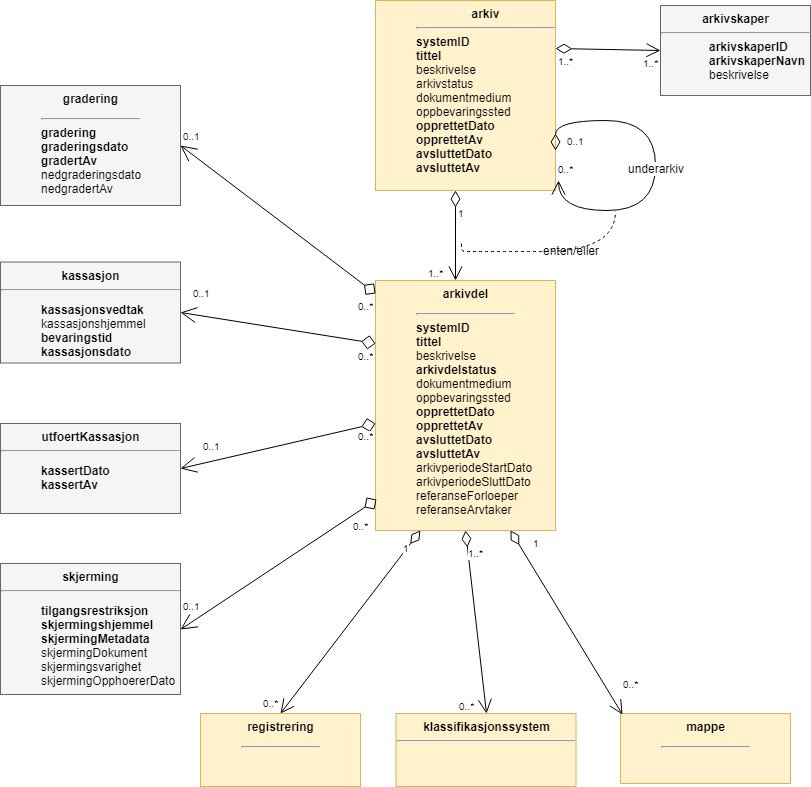 arkiv
systemID
tittel
beskrivelse
arkivstatus
dokumentmedium
oppbevaringssted
opprettetDato
opprettetAv
avsluttetDato
avsluttetAv
arkivskaper
arkivskaperID
arkivskaperNavn
beskrivelse
1..*
1..*
0..1
0..*
underarkiv
enten/eller
1
1..*
gradering
gradering
graderingsdato
gradertAv
nedgraderingsdato
nedgradertAv
0..1
0..*
kassasjon
kassasjonsvedtak
kassasjonshjemmel
bevaringstid
kassasjonsdato
0..1
0..*
utfoertKassasjon
kassertDato
kassertAv
0..1
0..*
skjerming
tilgangsrestriksjon
skjermingshjemmel
skjermingMetadata
skjermingDokument
skjermingsvarighet
skjermingOpphoererDato
0..1
0..*
arkivdel
systemID
tittel
beskrivelse
arkivdelstatus
dokumentmedium
oppbevaringssted
opprettetDato
opprettetAv
avsluttetDato
avsluttetAv
arkivperiodeStartDato
arkivperiodeSluttDato
referanseForloeper
referanseArvtaker
1
1..*
1
0..*
0..*
0..*
registrering
klassifikasjonssystem
mappe